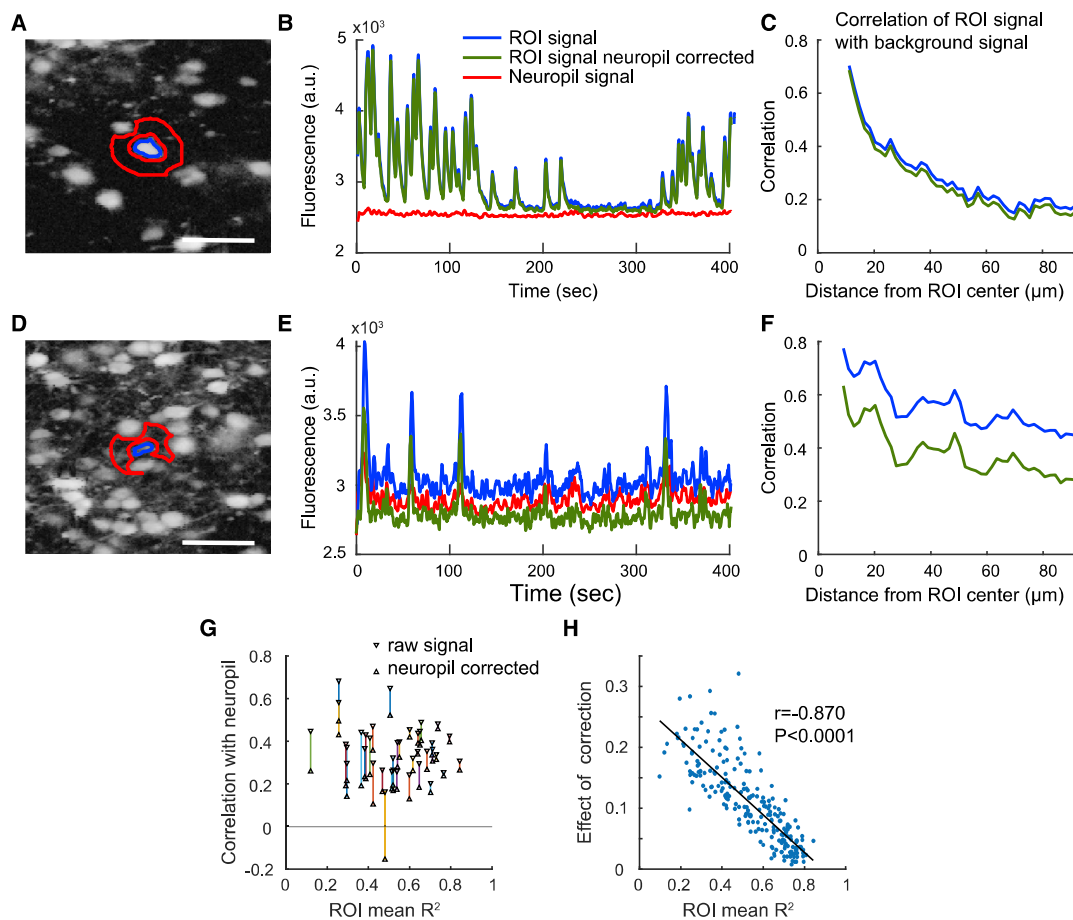 A
B
x10³
5
4
3
2
Fluorescence (a.u.)
ROI signal
ROI signal neuropil corrected
Neuropil signal
0
100
200
300
400
Time (sec)
C
Correlation of ROI signal
with background signal
0.8
0.6
0.4
0.2
0
Correlation
0
20
40
60
80
Distance from ROI center (µm)
D
E
x10³
4
3.5
3
2.5
Fluorescence (a.u.)
0
100
200
300
400
Time (sec)
F
0.8
0.6
0.4
0.2
0
Correlation
0
20
40
60
80
Distance from ROI center (µm)
G
raw signal
neuropil corrected
0.8
0.6
0.4
0.2
0
-0.2
Correlation with neuropil
0
0.2
0.4
0.6
0.8
1
ROI mean R²
H
0.3
0.2
0.1
0
Effect of correction
r=-0.870
P<0.0001
0
0.2
0.4
0.6
0.8
1
ROI mean R²